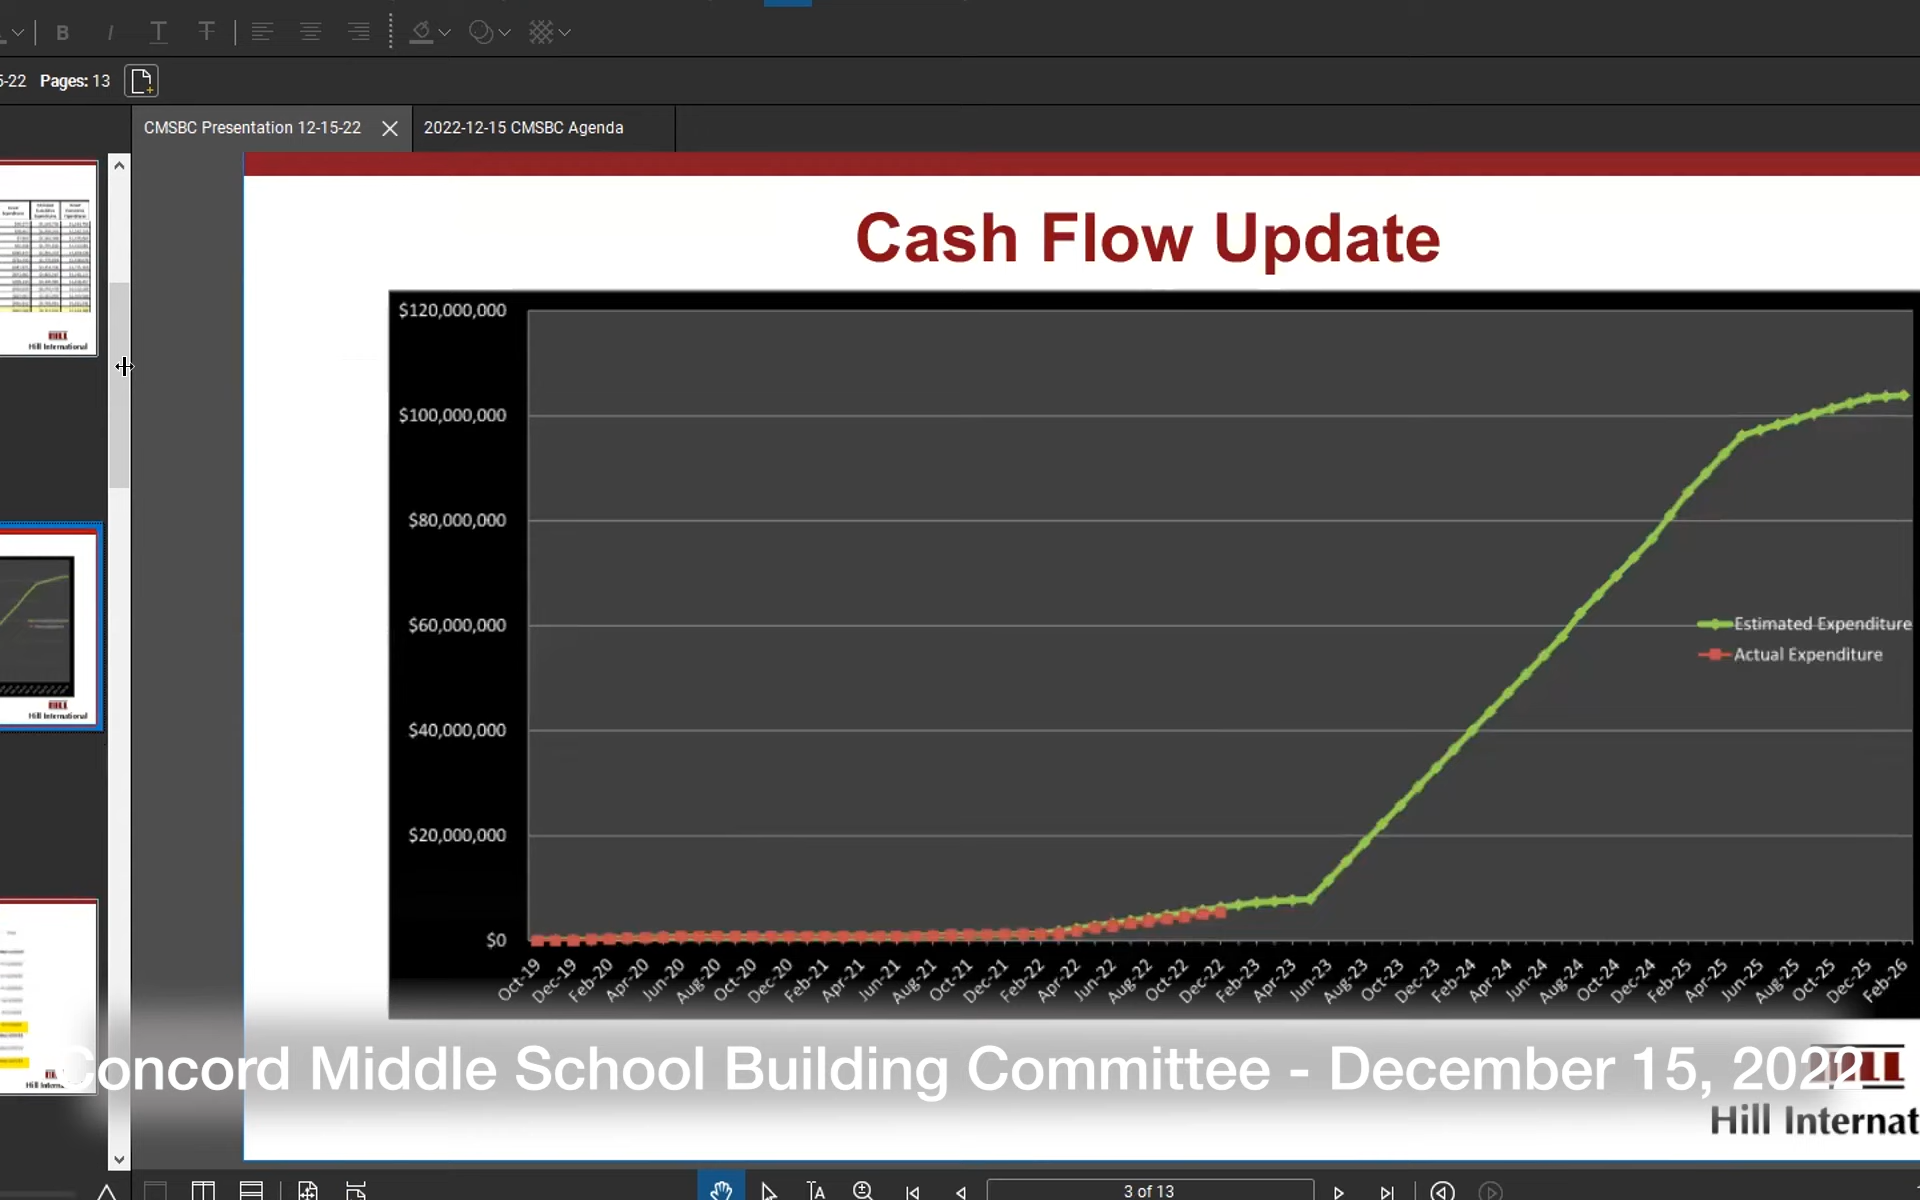 B I T T
5-22 Pages: 13
CMSBC Presentation 12-15-22
2022-12-15 CMSBC Agenda
Cash Flow Update
$120,000,000
$100,000,000
$80,000,000
$60,000,000
$40,000,000
$20,000,000
$0
Estimated Expenditure
Actual Expenditure
Oct-19 Dec-19 Feb-20 Apr-20 Jun-20 Aug-20 Oct-20 Dec-20 Feb-21 Apr-21 Jun-21 Aug-21 Oct-21 Dec-21 Feb-22 Apr-22 Jun-22 Aug-22 Oct-22 Dec-22 Feb-23 Apr-23 Jun-23 Aug-23 Oct-23 Dec-23 Feb-24 Apr-24 Jun-24 Aug-24 Oct-24 Dec-24 Feb-25 Apr-25 Jun-25 Aug-25 Oct-25 Dec-25 Feb-26
HILL
Hill International
HILL
Hill International
Concord Middle School Building Committee - December 15, 2022
Hill Internat
3 of 13